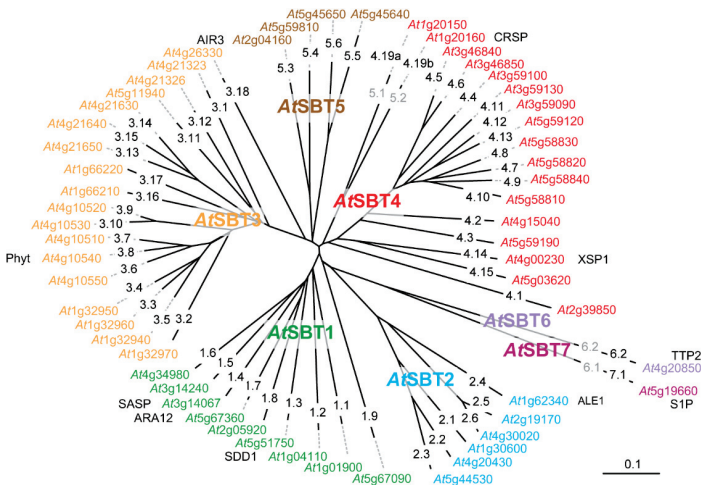 At5g45650
At5g45640
At5g59810
At2g04160
AIR3
At4g26330
At4g21323
At4g21326
At5g11940
At4g21630
At4g21640
At4g21650
At1g66220
At1g66210
At4g10520
At4g10530
At4g10510
Phyt
At4g10540
At4g10550
At1g32950
At1g32960
At1g32940
At1g32970
3.18
3.1
3.12
3.11
3.14
3.15
3.13
3.17
3.16
3.9
3.10
3.7
3.8
3.6
3.4
3.3
3.5
3.2
AtSBT3
5.3
5.4
5.6
5.5
AtSBT5
At1g20150
At1g20160
CRSP
At3g46840
At3g46850
At3g59100
At3g59130
At3g59090
At5g59120
At5g58830
At5g58820
At5g58840
At5g58810
At4g15040
At5g59190
At4g00230
XSP1
At5g03620
At2g39850
4.19a
4.19b
5.1
5.2
4.5
4.6
4.4
4.11
4.12
4.13
4.8
4.7
4.9
4.10
4.2
4.3
4.14
4.15
4.1
AtSBT4
AtSBT6
6.2
6.2
TTP2
At4g20850
AtSBT7
6.1
7.1
At5g19660
S1P
AtSBT2
2.4
2.5
2.6
2.1
2.2
2.3
At1g62340
ALE1
At2g19170
At4g30020
At1g30600
At4g20430
At5g44530
AtSBT1
1.6
1.5
1.4
1.7
1.8
1.3
1.2
1.1
1.9
At4g34980
At3g14240
SASP
At3g14067
ARA12
At5g67360
At2g05920
At5g51750
SDD1
At1g04110
At1g01900
At5g67090
0.1